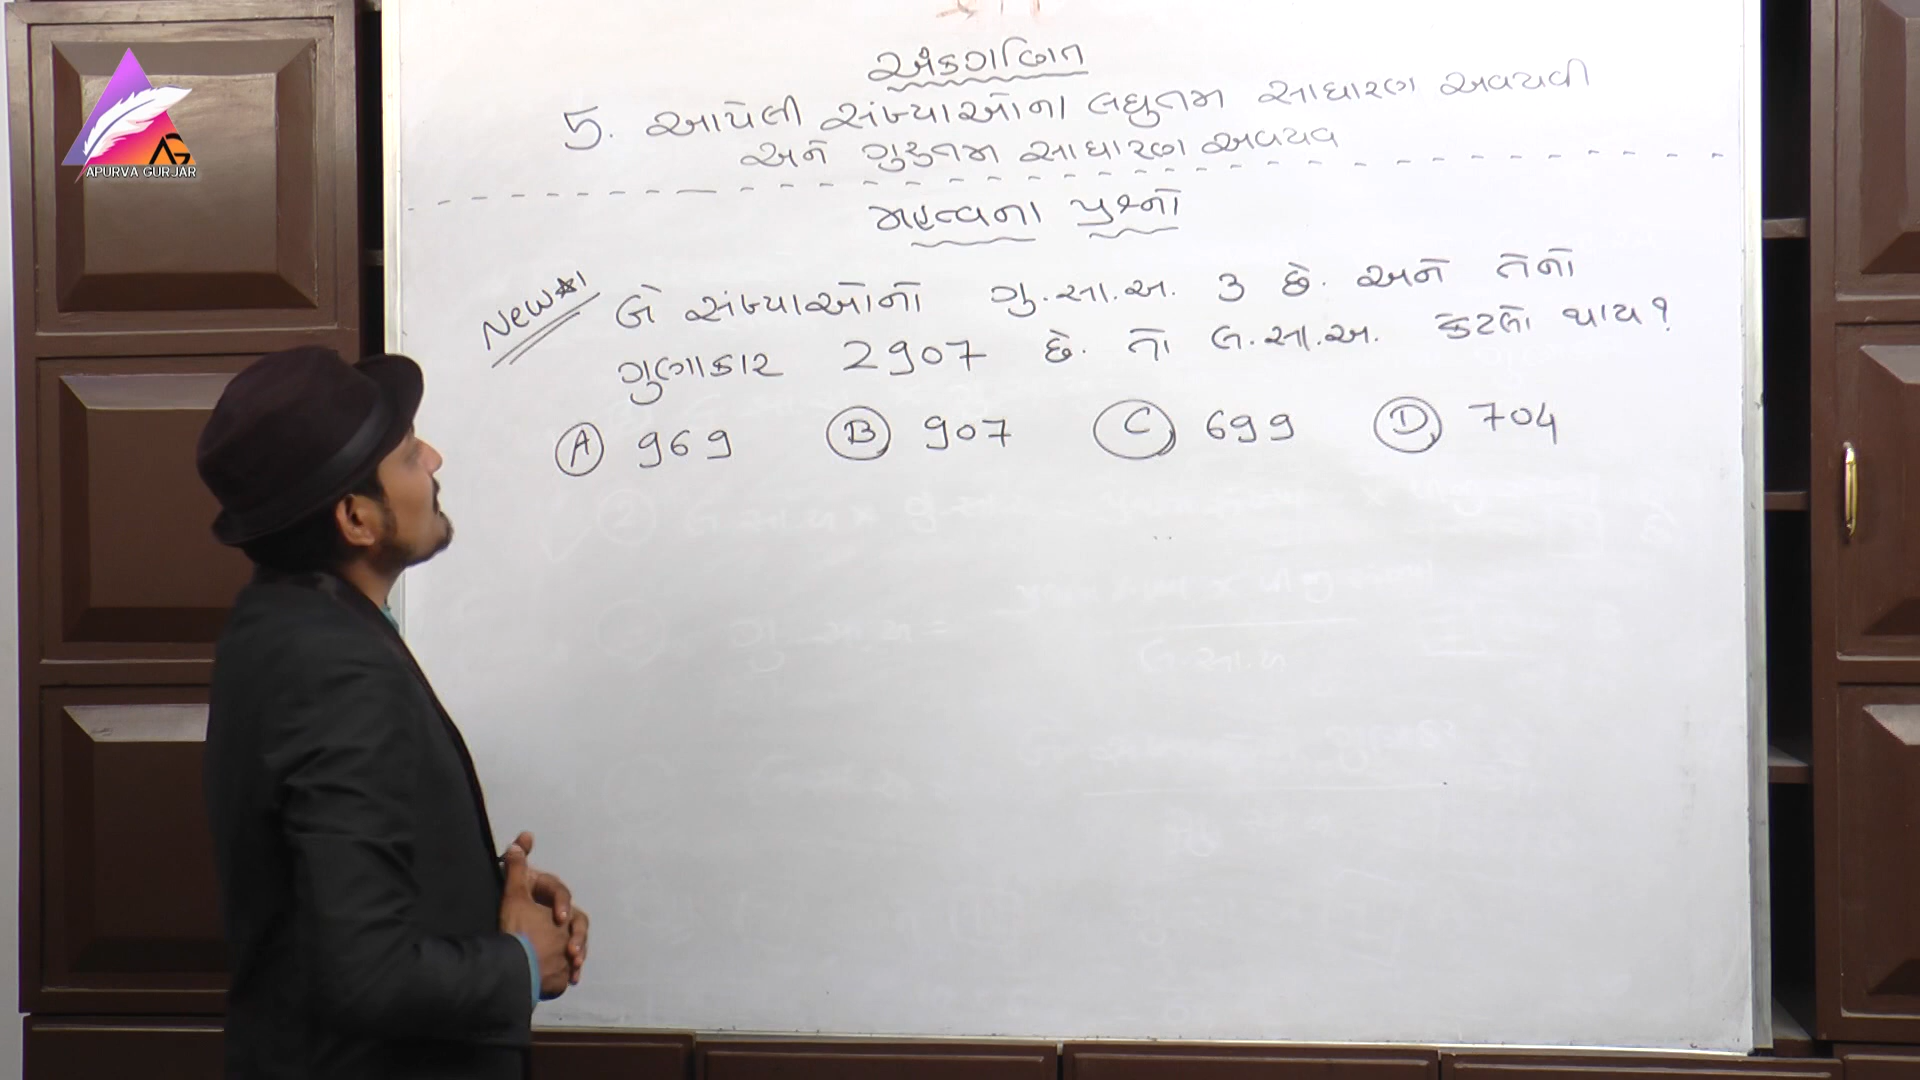 APURVA GURJAR
અંકગણિત
5. આપેલી સંખ્યાઓના લઘુતમ સાધારણ અવયવી
અને ગુરુતમ સાધારણ અવયવ
મહત્વના પ્રશ્નો
New*1 બે સંખ્યાઓનો ગુ.સા.અ. 3 છે. અને તેનો
ગુણાકાર 2907 છે. તો લ.સા.અ. કેટલો થાય?
(A) 969 (B) 907 (C) 699 (D) 704